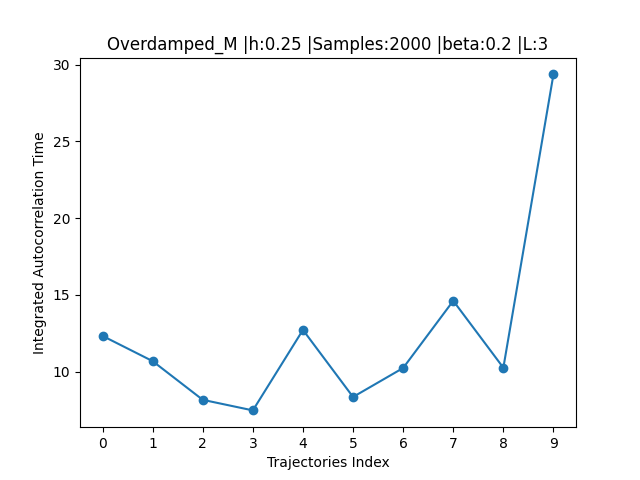 Overdamped_M |h:0.25 |Samples:2000 |beta:0.2 |L:3
Integrated Autocorrelation Time
30
25
20
15
10
0 1 2 3 4 5 6 7 8 9
Trajectories Index